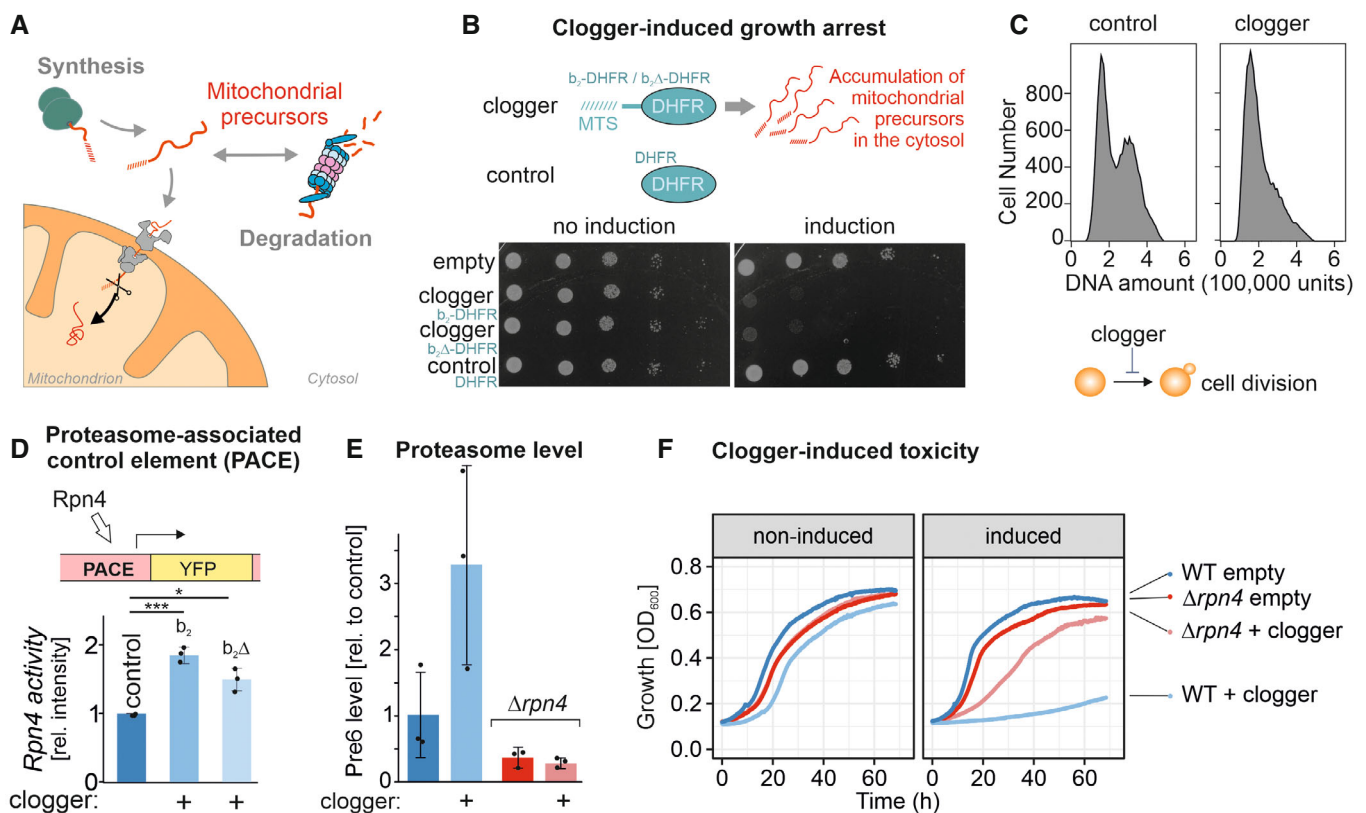 A
Synthesis
Mitochondrial
precursors
Degradation
Mitochondrion
Cytosol
B
Clogger-induced growth arrest
b₂-DHFR / b₂Δ-DHFR
clogger
DHFR
MTS
Accumulation of
mitochondrial
precursors
in the cytosol
DHFR
control
DHFR
no induction
induction
empty
clogger
b₂-DHFR
clogger
b₂Δ-DHFR
control
DHFR
C
control
clogger
Cell Number
800
600
400
200
0
0 2 4 6
0 2 4 6
DNA amount (100,000 units)
clogger
cell division
D
Proteasome-associated
control element (PACE)
Rpn4
PACE
YFP
Rpn4 activity
[rel. intensity]
2
1
0
*
***
control
b₂
b₂Δ
clogger: + +
E
Proteasome level
Pre6 level [rel. to control]
3
2
1
0
Δrpn4
clogger: + +
F
Clogger-induced toxicity
non-induced
induced
Growth [OD₆₀₀]
0.8
0.6
0.4
0.2
0.0
0 20 40 60
0 20 40 60
Time (h)
WT empty
Δrpn4 empty
Δrpn4 + clogger
WT + clogger